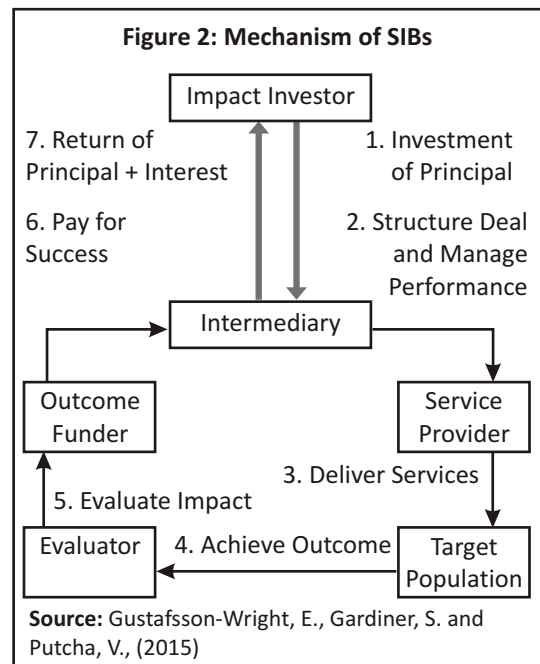 Figure 2: Mechanism of SIBs
Impact Investor
7. Return of
Principal + Interest
1. Investment
of Principal
6. Pay for
Success
2. Structure Deal
and Manage
Performance
Intermediary
Outcome
Funder
Service
Provider
3. Deliver Services
5. Evaluate Impact
Evaluator
4. Achieve Outcome
Target
Population
Source: Gustafsson-Wright, E., Gardiner, S. and
Putcha, V., (2015)